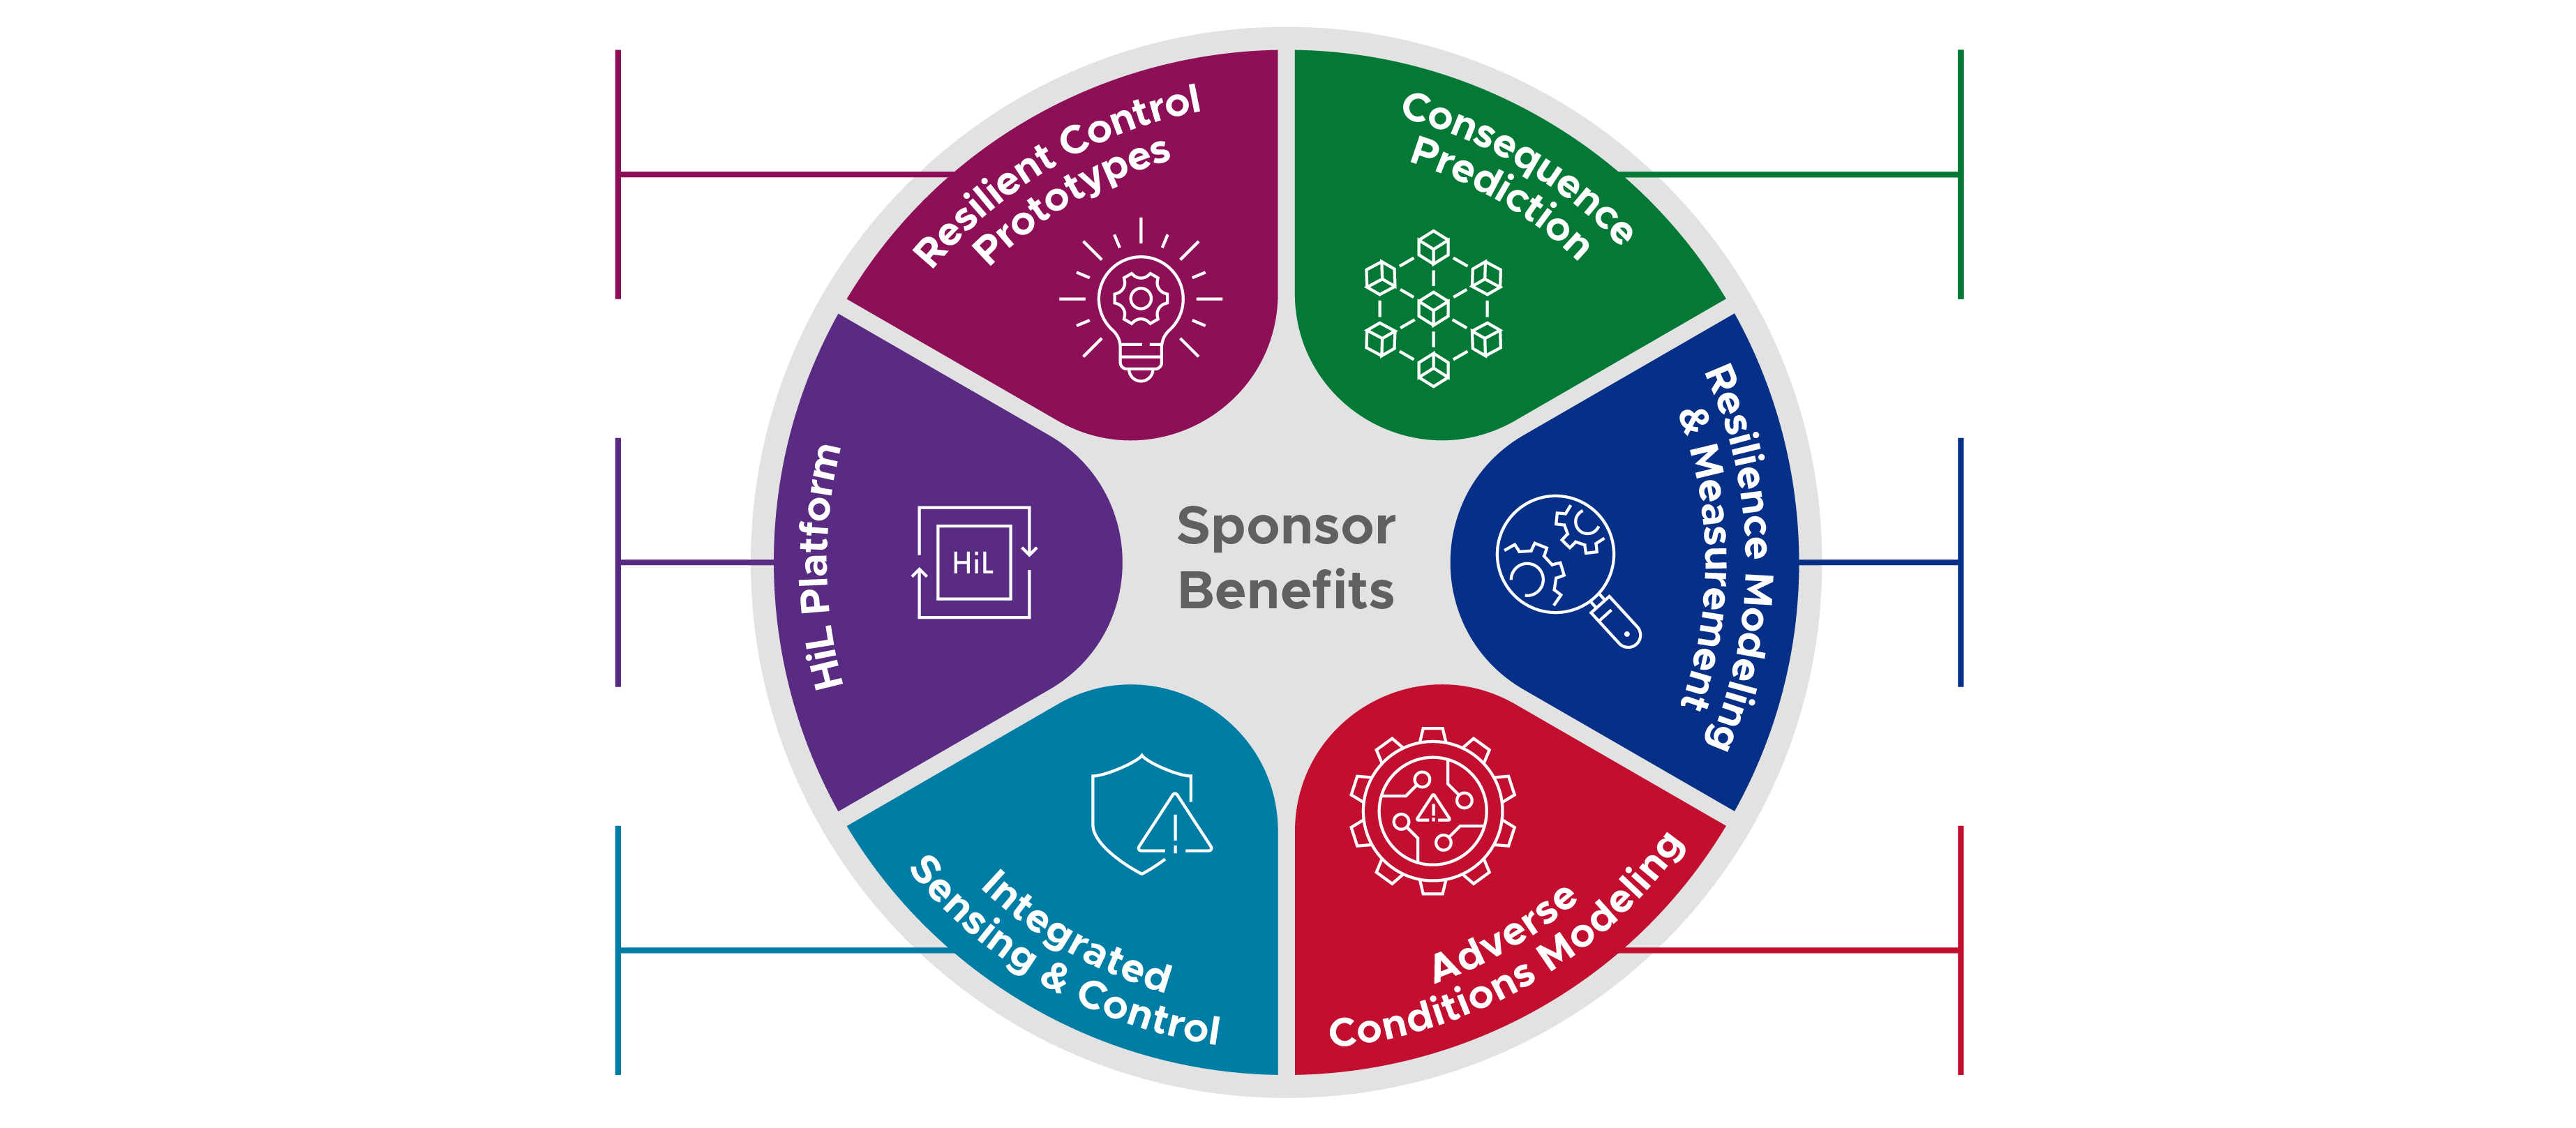 Resilient Control
Prototypes
Consequence
Prediction
HiL Platform
HiL
Sponsor
Benefits
Resilience Modeling
& Measurement
Integrated
Sensing & Control
Adverse
Conditions Modeling